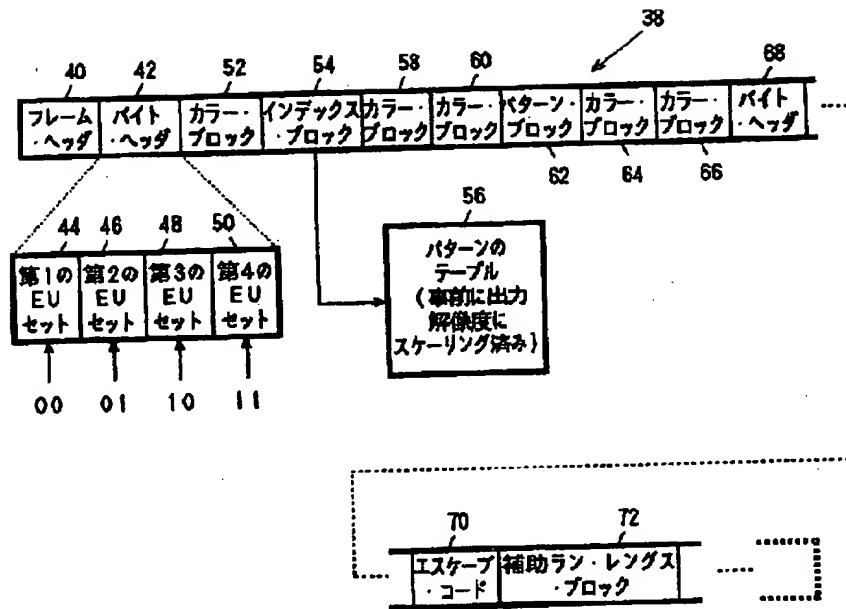 38
40 42 52 54 58 60 68
フレーム・ヘッダ
バイト・ヘッダ
カラー・ブロック
インデックス・ブロック
カラー・ブロック
カラー・ブロック
パターン・ブロック
カラー・ブロック
カラー・ブロック
バイト・ヘッダ
62 64 66
44 46 48 50
第1のEUセット
第2のEUセット
第3のEUセット
第4のEUセット
00 01 10 11
56
パターンの
テーブル
(事前に出力
解像度に
スケーリング済み)
70 72
エスケープ・コード
補助ラン・レングス・ブロック